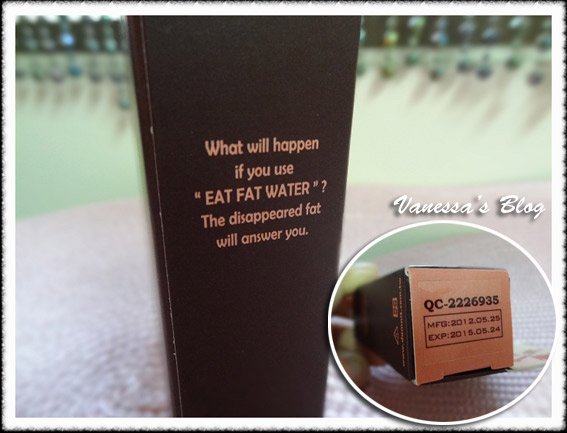 What will happen
if you use
“ EAT FAT WATER ” ?
The disappeared fat
will answer you.
Vanessa's Blog
QC-2226935
MFG:2012.05.25
EXP:2015.05.24